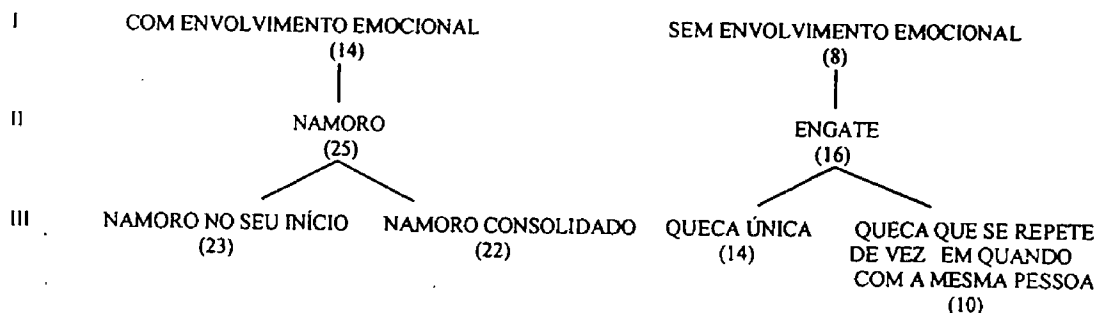 I COM ENVOLVIMENTO EMOCIONAL SEM ENVOLVIMENTO EMOCIONAL
(14) (8)
II NAMORO ENGATE
(25) (16)
III NAMORO NO SEU INÍCIO NAMORO CONSOLIDADO QUECA ÚNICA QUECA QUE SE REPETE
(23) (22) (14) DE VEZ EM QUANDO
COM A MESMA PESSOA
(10)